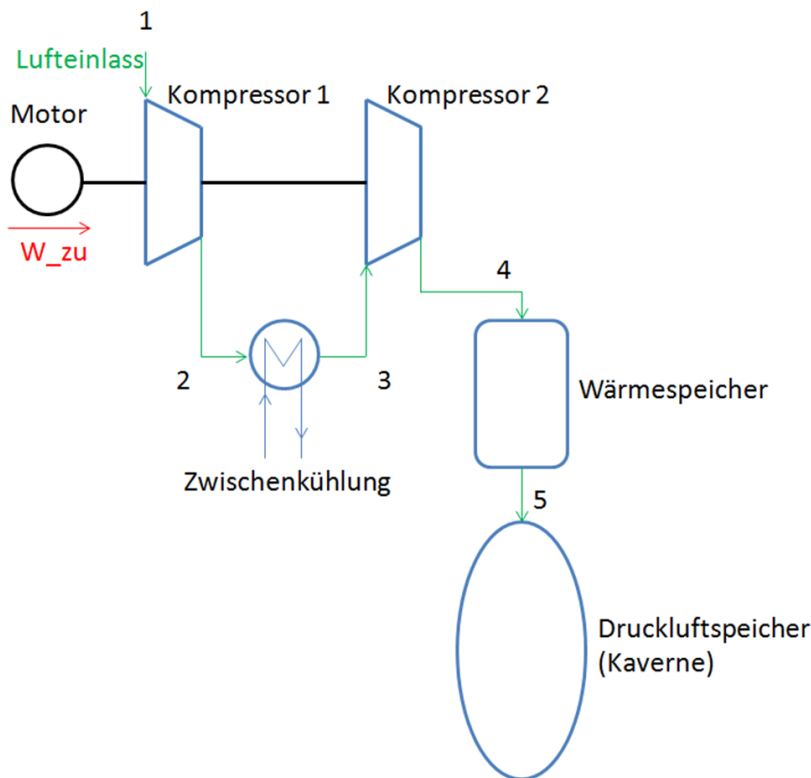 1
Lufteinlass
Kompressor 1
Kompressor 2
Motor
W_zu
4
2
3
Wärmespeicher
Zwischenkühlung
5
Druckluftspeicher
(Kaverne)